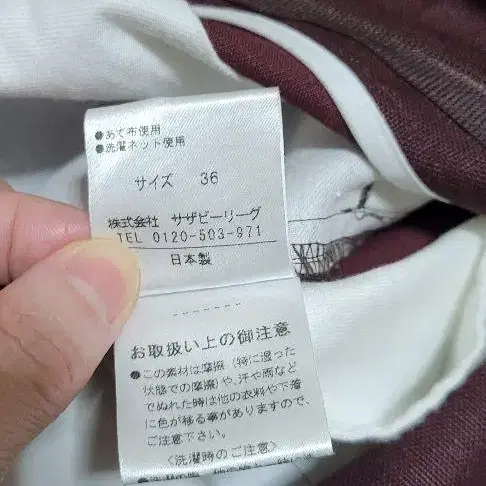 ●あて布使用
●洗濯ネット使用
サイズ 36
株式会社 サザビーリーグ
TEL 0120-503-971
日本製
お取扱い上の御注意
●この素材は摩擦(特に湿った
状態での摩擦)や、汗や雨など
でぬれた時は他の衣料や下着
に色が移る事がありますので、
ご注意下さい。
〈洗濯時のご注意〉